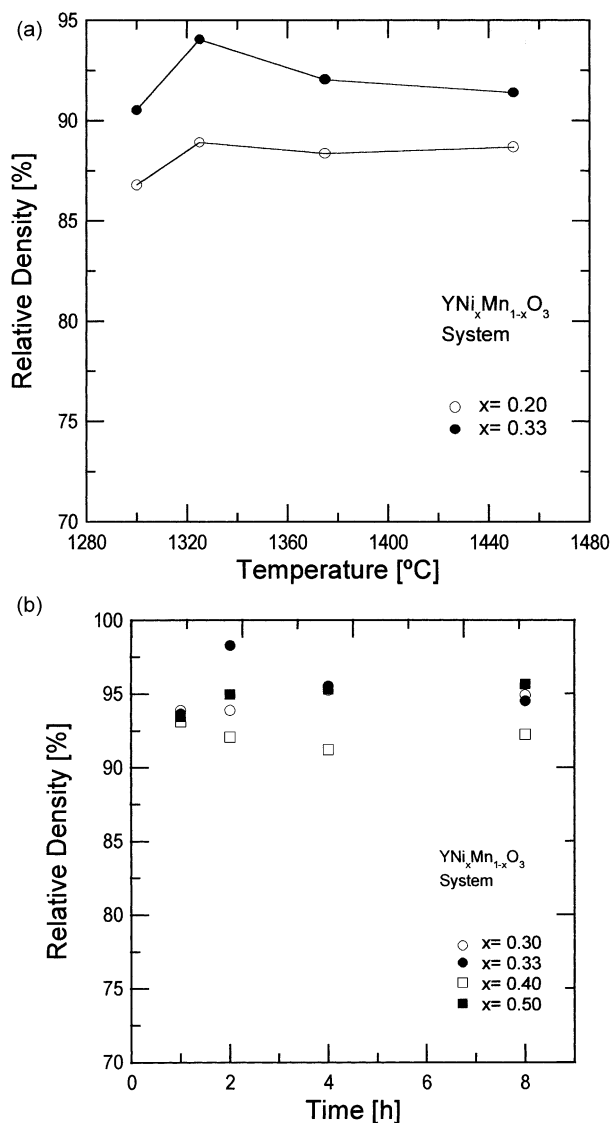 (a)
95
90
85
80
75
70
Relative Density [%]
YNiₓMn₁₋ₓO₃
System
x= 0.20
x= 0.33
1280 1320 1360 1400 1440 1480
Temperature [ºC]
(b)
100
95
90
85
80
75
70
Relative Density [%]
YNiₓMn₁₋ₓO₃
System
x= 0.30
x= 0.33
x= 0.40
x= 0.50
0 2 4 6 8
Time [h]